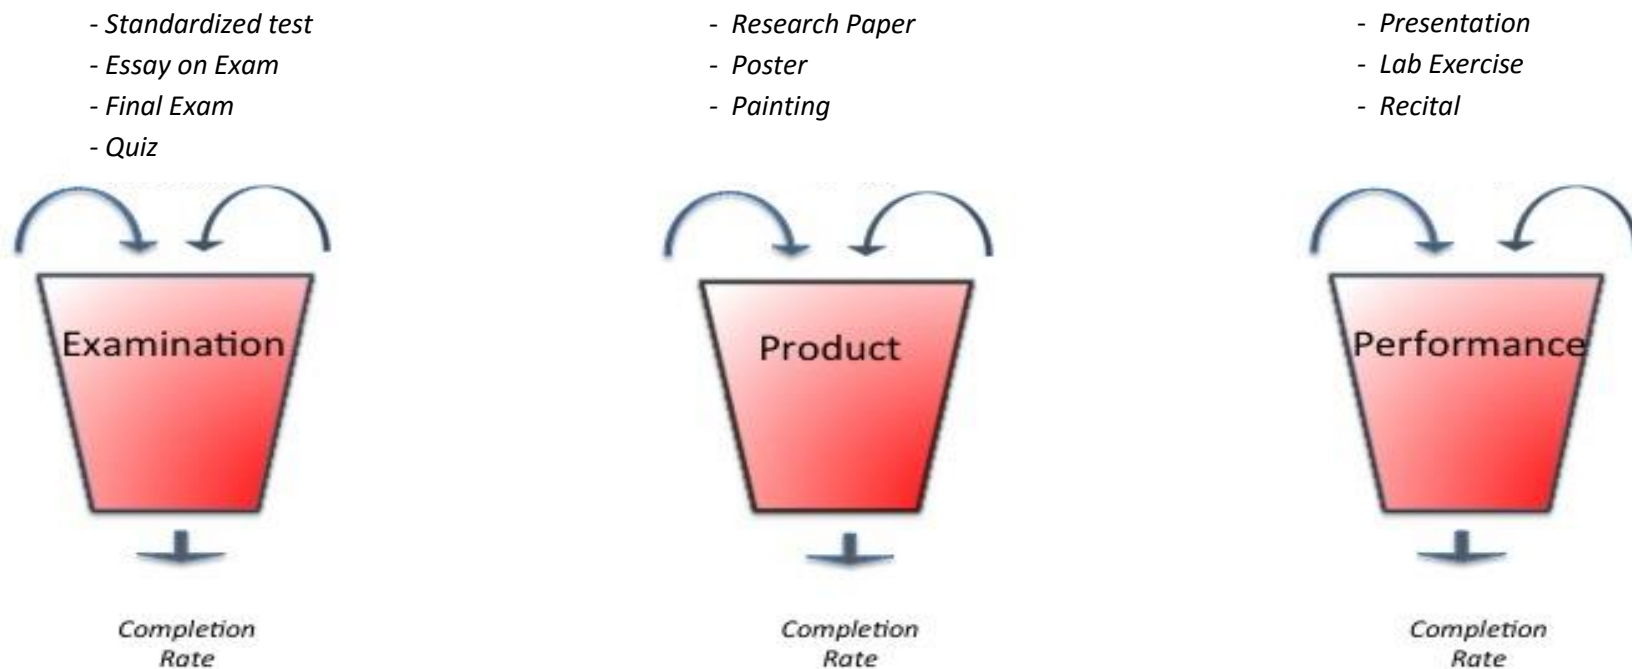 - Standardized test
- Essay on Exam
- Final Exam
- Quiz
- Research Paper
- Poster
- Painting
- Presentation
- Lab Exercise
- Recital
Examination
Product
Performance
Completion
Rate
Completion
Rate
Completion
Rate